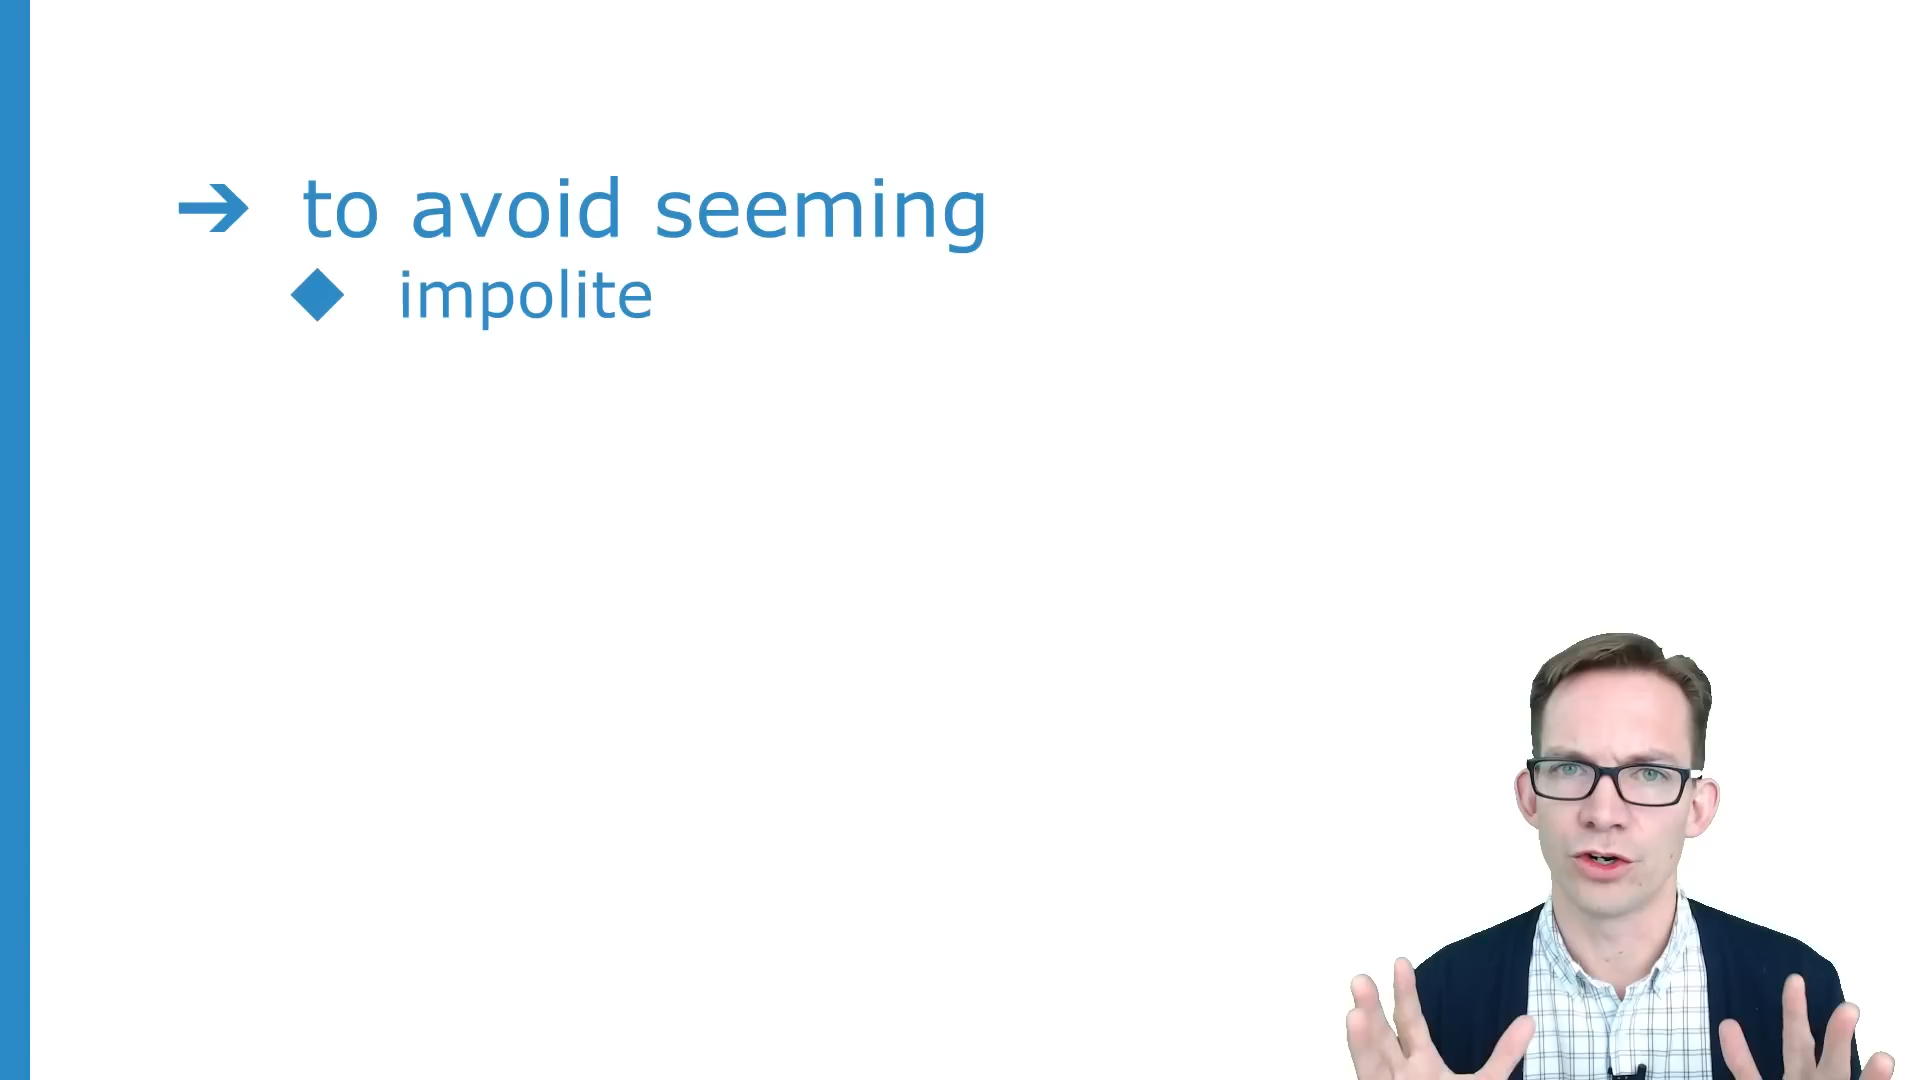 ➔ to avoid seeming
◆ impolite